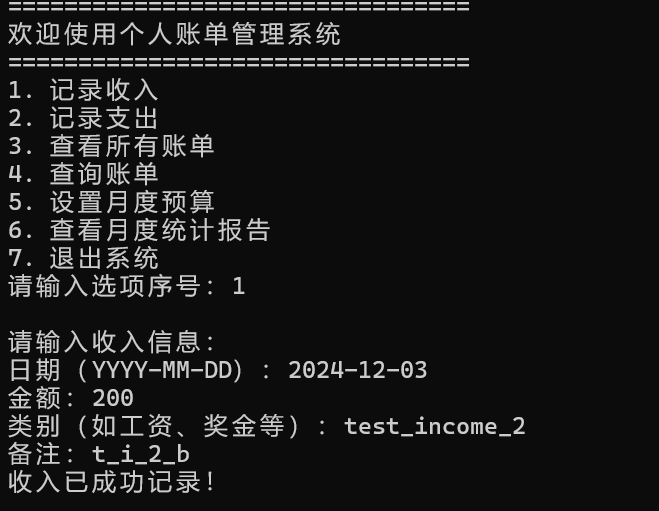 =================================
欢迎使用个人账单管理系统
=================================
1. 记录收入
2. 记录支出
3. 查看所有账单
4. 查询账单
5. 设置月度预算
6. 查看月度统计报告
7. 退出系统
请输入选项序号: 1
请输入收入信息:
日期 (YYYY-MM-DD) : 2024-12-03
金额: 200
类别 (如工资、奖金等) : test_income_2
备注: t_i_2_b
收入已成功记录!